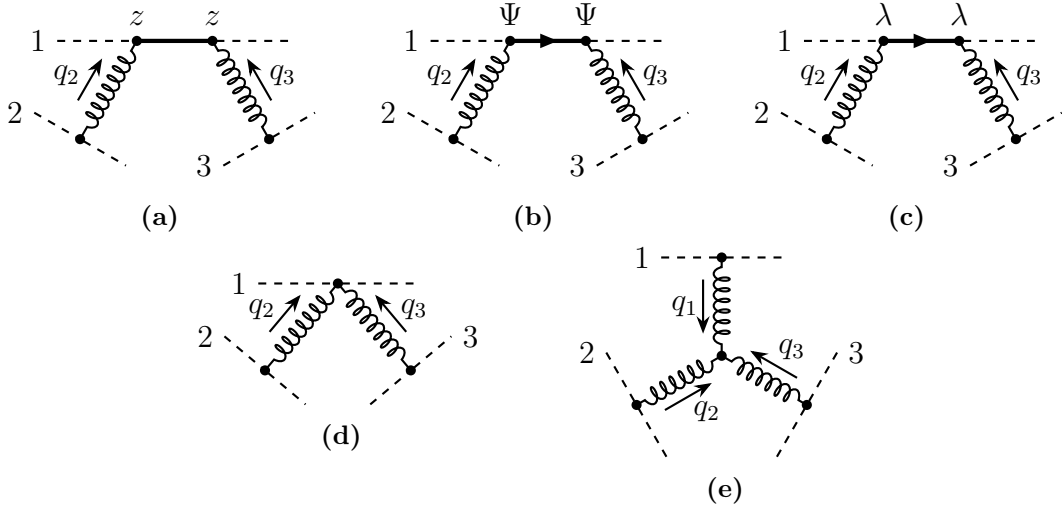 z z Ψ Ψ λ λ
1 1 1
q₂ q₃ q₂ q₃ q₂ q₃
2 2 2
3 3 3
(a) (b) (c)
1 1
q₂ q₃ q₁
2 3 2 q₃ 3
q₂
(d)
(e)